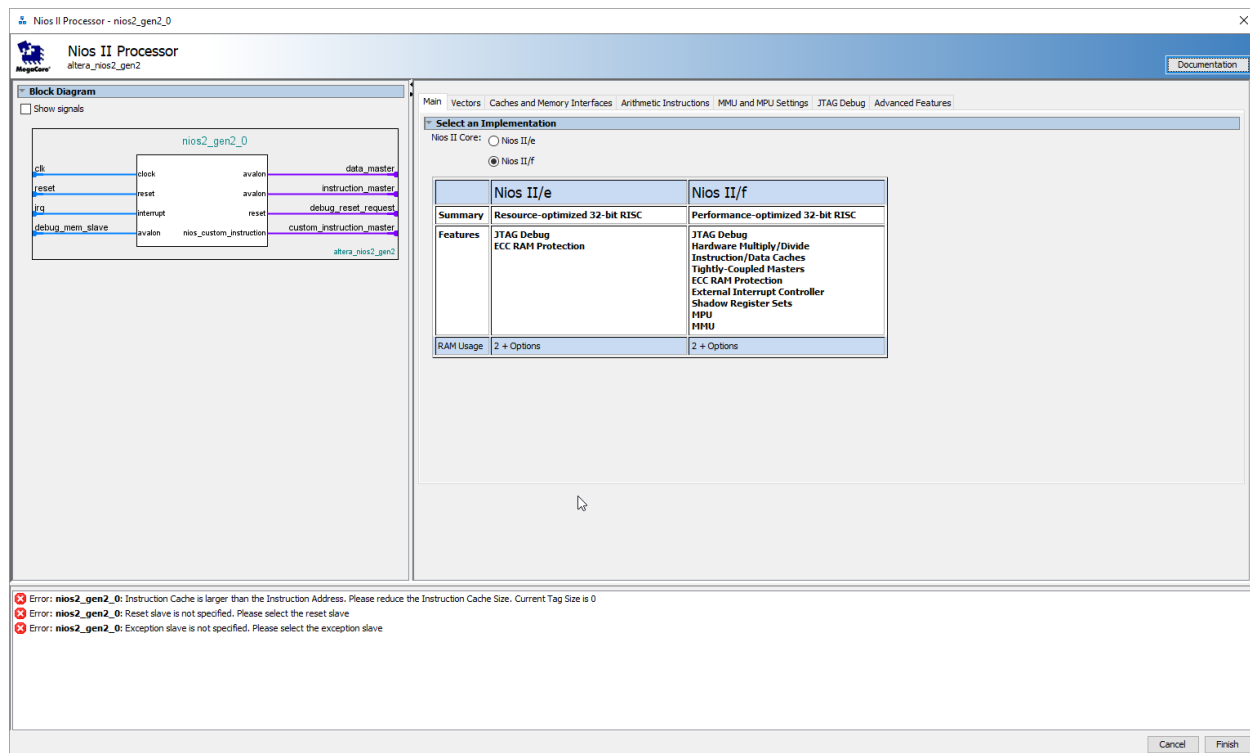 Nios II Processor - nios2_gen2_0
MegaCore®
Nios II Processor
altera_nios2_gen2
Documentation
Block Diagram
Show signals
nios2_gen2_0
clk
clock
avalon
data_master
reset
reset
avalon
instruction_master
irq
interrupt
reset
debug_reset_request
debug_mem_slave
avalon
nios_custom_instruction
custom_instruction_master
altera_nios2_gen2
Main Vectors Caches and Memory Interfaces Arithmetic Instructions MMU and MPU Settings JTAG Debug Advanced Features
Select an Implementation
Nios II Core: Nios II/e
Nios II/f
Nios II/e Nios II/f
Summary Resource-optimized 32-bit RISC Performance-optimized 32-bit RISC
Features
JTAG Debug
ECC RAM Protection
JTAG Debug
Hardware Multiply/Divide
Instruction/Data Caches
Tightly-Coupled Masters
ECC RAM Protection
External Interrupt Controller
Shadow Register Sets
MPU
MMU
RAM Usage 2 + Options 2 + Options
Error: nios2_gen2_0: Instruction Cache is larger than the Instruction Address. Please reduce the Instruction Cache Size. Current Tag Size is 0
Error: nios2_gen2_0: Reset slave is not specified. Please select the reset slave
Error: nios2_gen2_0: Exception slave is not specified. Please select the exception slave
Cancel Finish